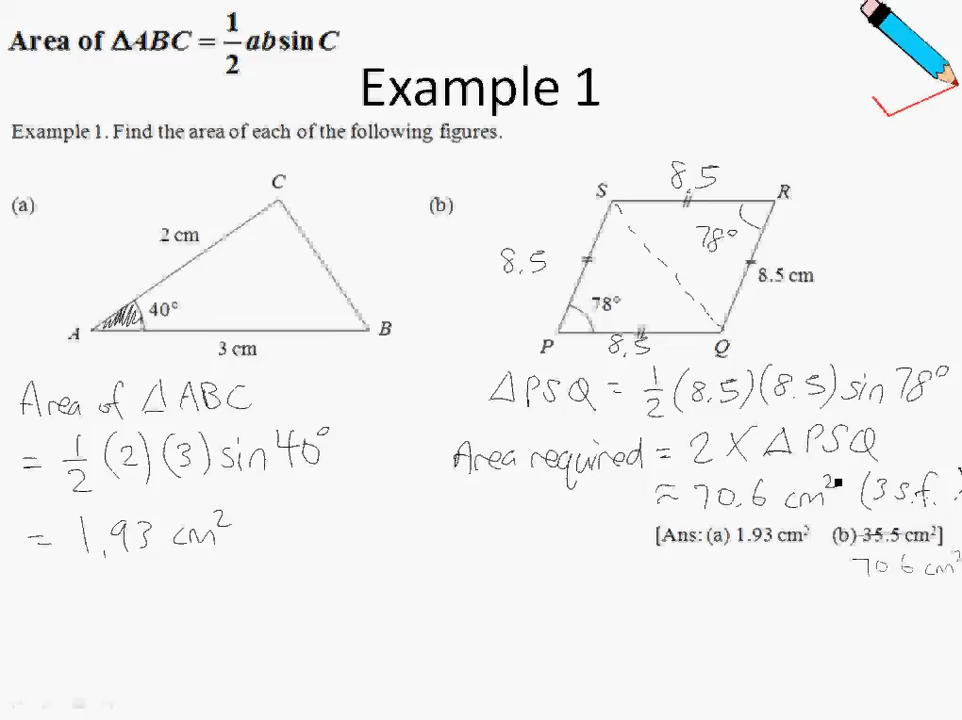 Area of ΔABC = 1/2 ab sin C
Example 1
Example 1. Find the area of each of the following figures.
(a)
C
2 cm
40°
A
B
3 cm
Area of Δ ABC
= 1/2 (2)(3) sin 40°
= 1.93 cm²
(b)
8.5
S
R
78°
8.5
8.5 cm
78°
P
8.5
Q
Δ PSQ = 1/2 (8.5)(8.5) sin 78°
Area required = 2 X Δ PSQ
≈ 70.6 cm² (3 s.f.)
[Ans: (a) 1.93 cm² (b) 35.5 cm²]
70.6 cm²